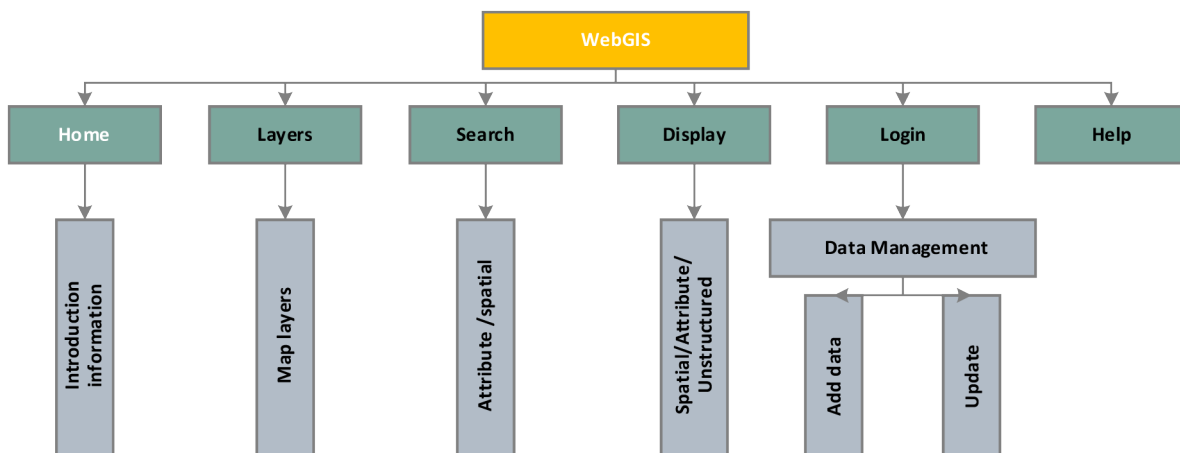 WebGIS
Home
Layers
Search
Display
Login
Help
Introduction
information
Map layers
Attribute /spatial
Spatial/Attribute/
Unstructured
Data Management
Add data
Update